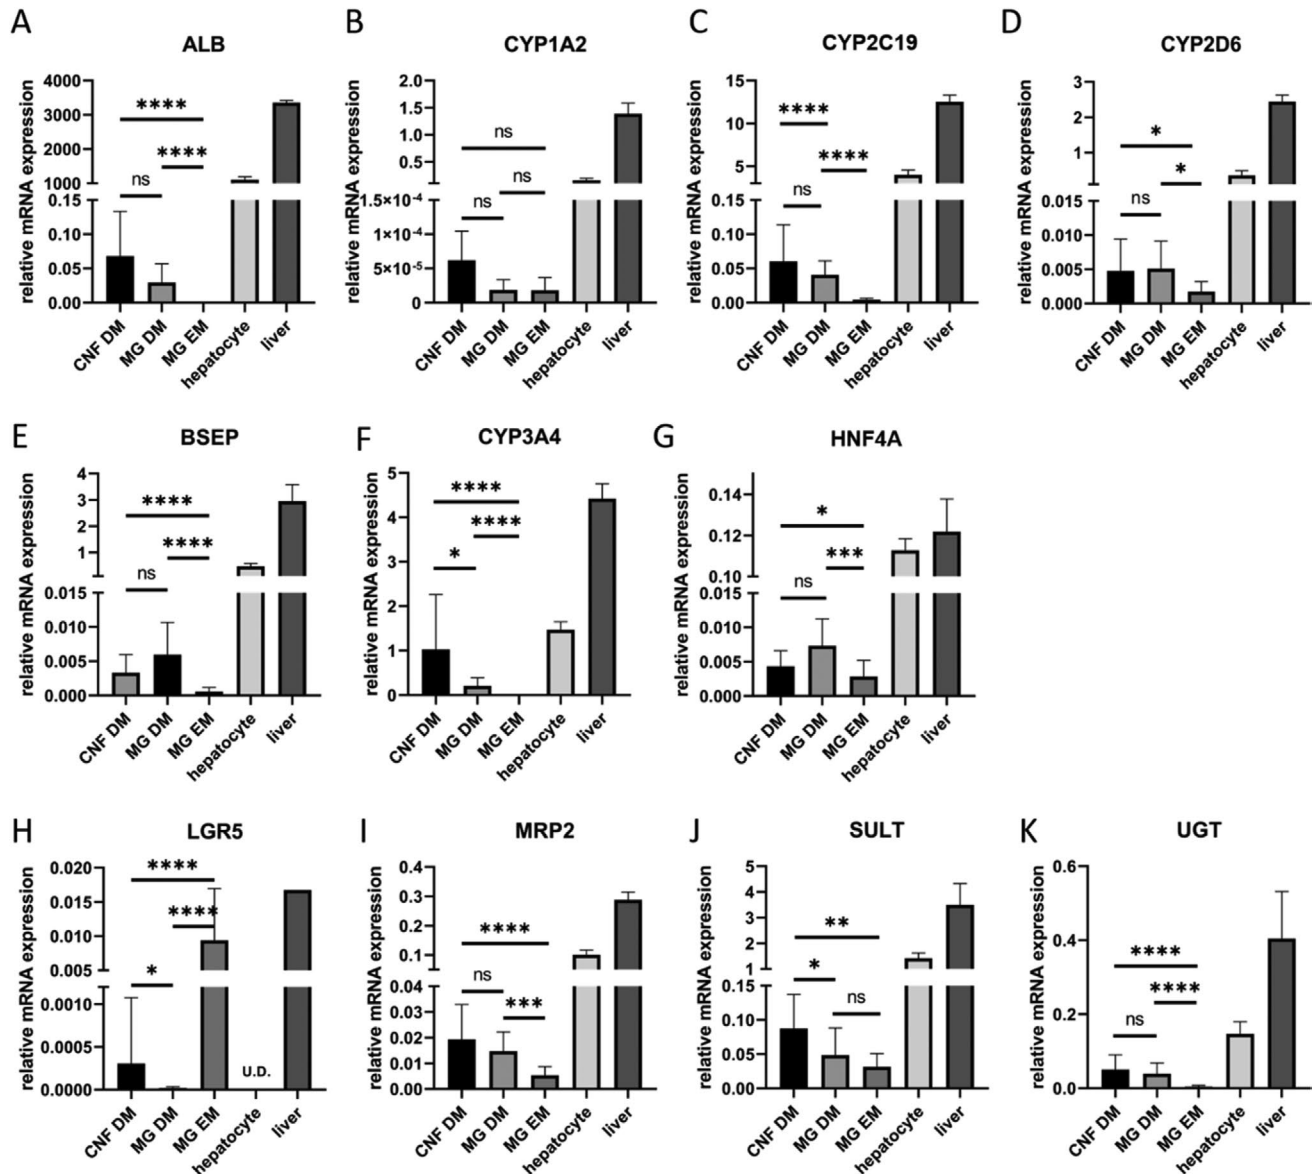 A
ALB
relative mRNA expression
4000
3000
2000
1000
0.15
0.10
0.05
0.00
****
****
ns
CNF DM
MG DM
MG EM
hepatocyte
liver
B
CYP1A2
relative mRNA expression
2.0
1.5
1.0
0.5
1.5×10-4
1×10-4
5×10-5
0
ns
ns
ns
CNF DM
MG DM
MG EM
hepatocyte
liver
C
CYP2C19
relative mRNA expression
15
10
5
0.15
0.10
0.05
0.00
****
****
ns
CNF DM
MG DM
MG EM
hepatocyte
liver
D
CYP2D6
relative mRNA expression
3
2
1
0.015
0.010
0.005
0.000
*
*
ns
CNF DM
MG DM
MG EM
hepatocyte
liver
E
BSEP
relative mRNA expression
4
3
2
1
0.015
0.010
0.005
0.000
****
****
ns
CNF DM
MG DM
MG EM
hepatocyte
liver
F
CYP3A4
relative mRNA expression
5
4
3
2
1
0
****
****
*
CNF DM
MG DM
MG EM
hepatocyte
liver
G
HNF4A
relative mRNA expression
0.14
0.12
0.10
0.015
0.010
0.005
0.000
*
***
ns
CNF DM
MG DM
MG EM
hepatocyte
liver
H
LGR5
relative mRNA expression
0.020
0.015
0.010
0.005
0.0010
0.0005
0.0000
****
****
*
U.D.
CNF DM
MG DM
MG EM
hepatocyte
liver
I
MRP2
relative mRNA expression
0.4
0.3
0.2
0.1
0.04
0.03
0.02
0.01
0.00
****
ns
***
CNF DM
MG DM
MG EM
hepatocyte
liver
J
SULT
relative mRNA expression
5
4
3
2
1
0.15
0.10
0.05
0.00
**
*
ns
CNF DM
MG DM
MG EM
hepatocyte
liver
K
UGT
relative mRNA expression
0.6
0.4
0.2
0.0
****
****
ns
CNF DM
MG DM
MG EM
hepatocyte
liver